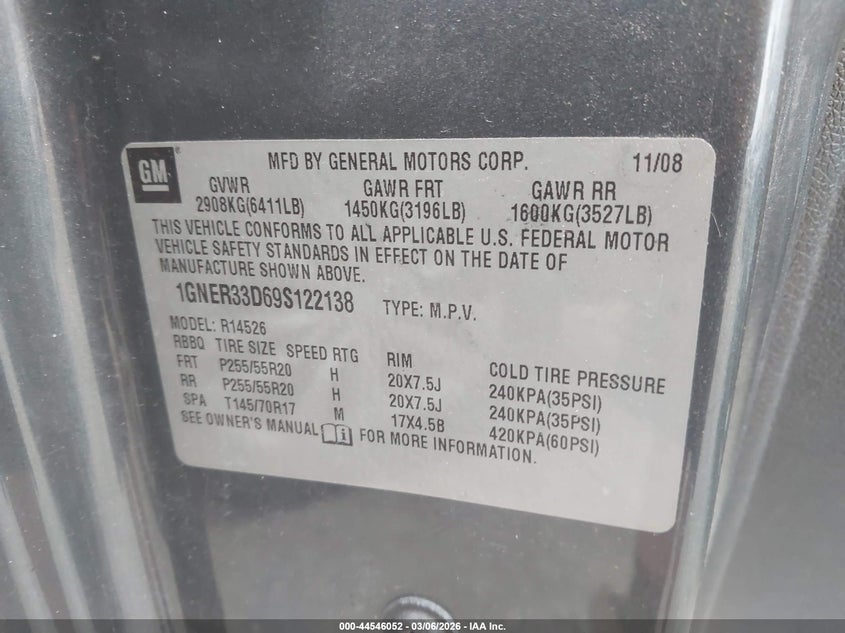 GM ® MFD BY GENERAL MOTORS CORP. 11/08
GVWR GAWR FRT GAWR RR
2908KG(6411LB) 1450KG(3196LB) 1600KG(3527LB)
THIS VEHICLE CONFORMS TO ALL APPLICABLE U.S. FEDERAL MOTOR
VEHICLE SAFETY STANDARDS IN EFFECT ON THE DATE OF
MANUFACTURE SHOWN ABOVE.
1GNER33D69S122138 TYPE: M.P.V.
MODEL: R14526
RBBQ TIRE SIZE SPEED RTG RIM COLD TIRE PRESSURE
FRT P255/55R20 H 20X7.5J 240KPA(35PSI)
RR P255/55R20 H 20X7.5J 240KPA(35PSI)
SPA T145/70R17 M 17X4.5B 420KPA(60PSI)
SEE OWNER'S MANUAL i FOR MORE INFORMATION.
000-44546052 — 03/06/2026 — IAA Inc.